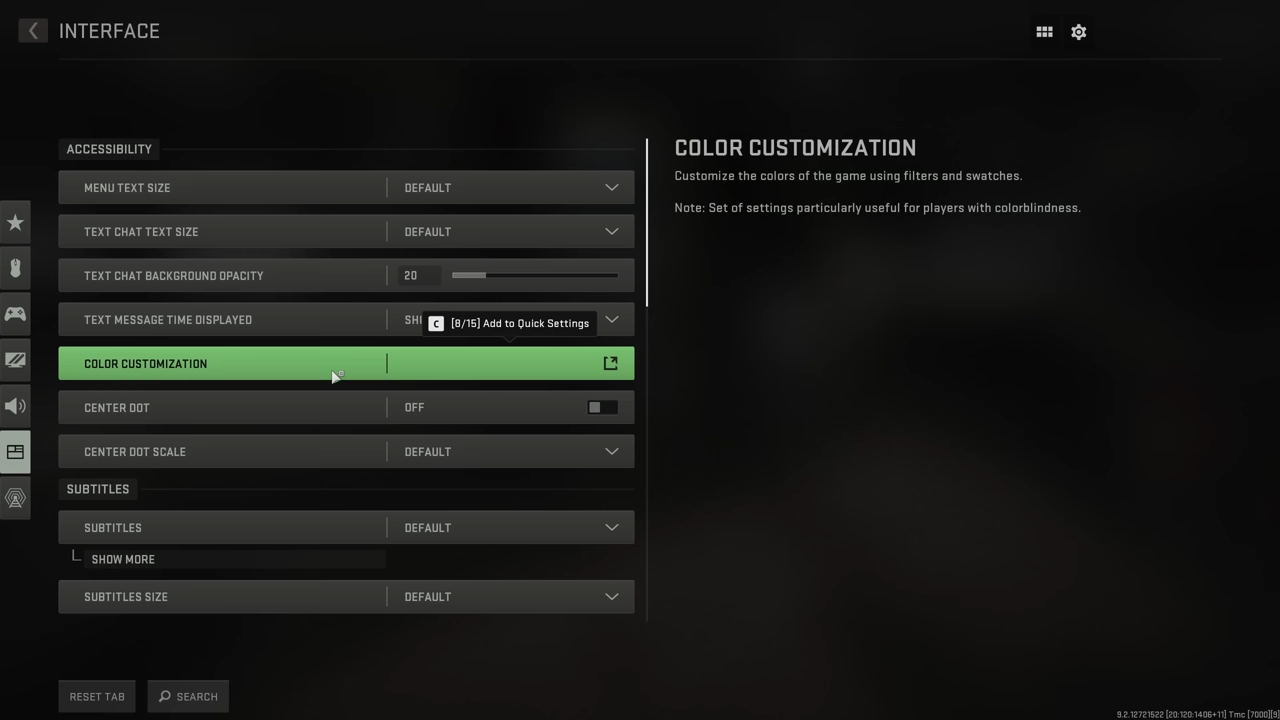 INTERFACE
ACCESSIBILITY
MENU TEXT SIZE
DEFAULT
TEXT CHAT TEXT SIZE
DEFAULT
TEXT CHAT BACKGROUND OPACITY
20
TEXT MESSAGE TIME DISPLAYED
C [8/15] Add to Quick Settings
COLOR CUSTOMIZATION
CENTER DOT
OFF
CENTER DOT SCALE
DEFAULT
SUBTITLES
SUBTITLES
DEFAULT
SHOW MORE
SUBTITLES SIZE
DEFAULT
RESET TAB
SEARCH
COLOR CUSTOMIZATION
Customize the colors of the game using filters and swatches.
Note: Set of settings particularly useful for players with colorblindness.